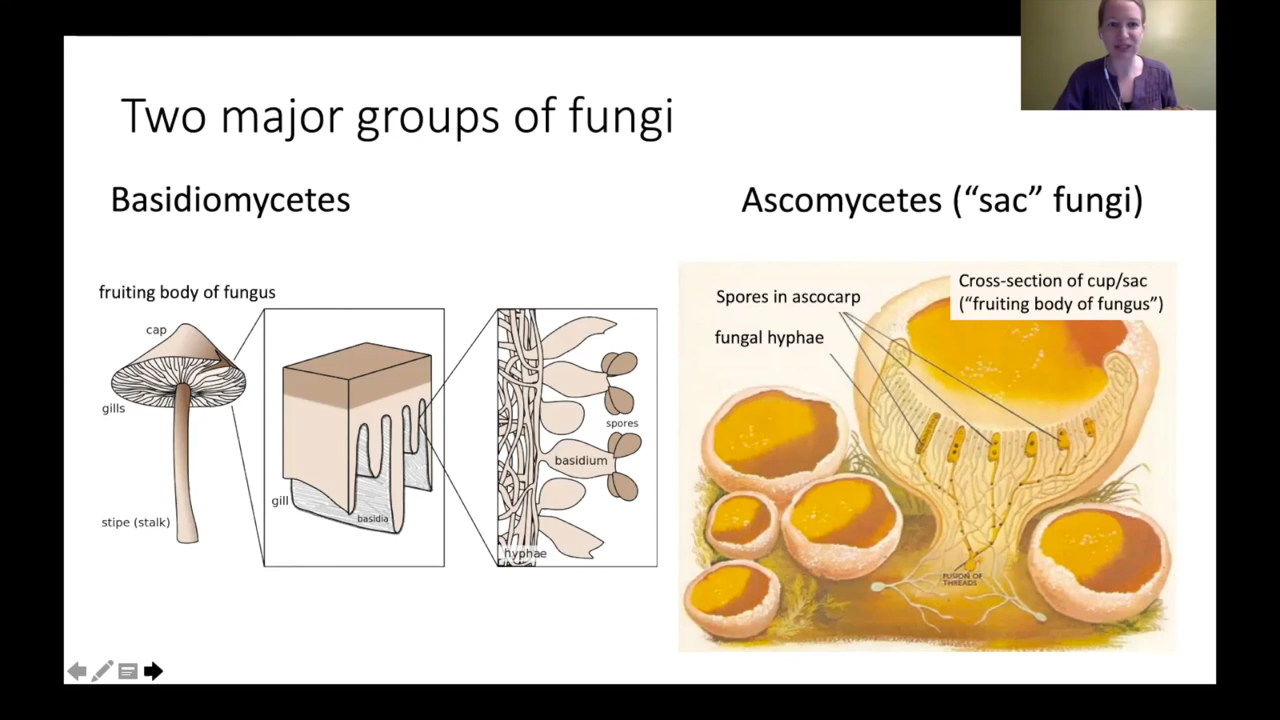 Two major groups of fungi
Basidiomycetes
fruiting body of fungus
cap
gills
stipe (stalk)
gill
basidia
spores
basidium
hyphae
Ascomycetes (“sac” fungi)
Cross-section of cup/sac
(“fruiting body of fungus”)
Spores in ascocarp
fungal hyphae
FUSION OF
THREADS